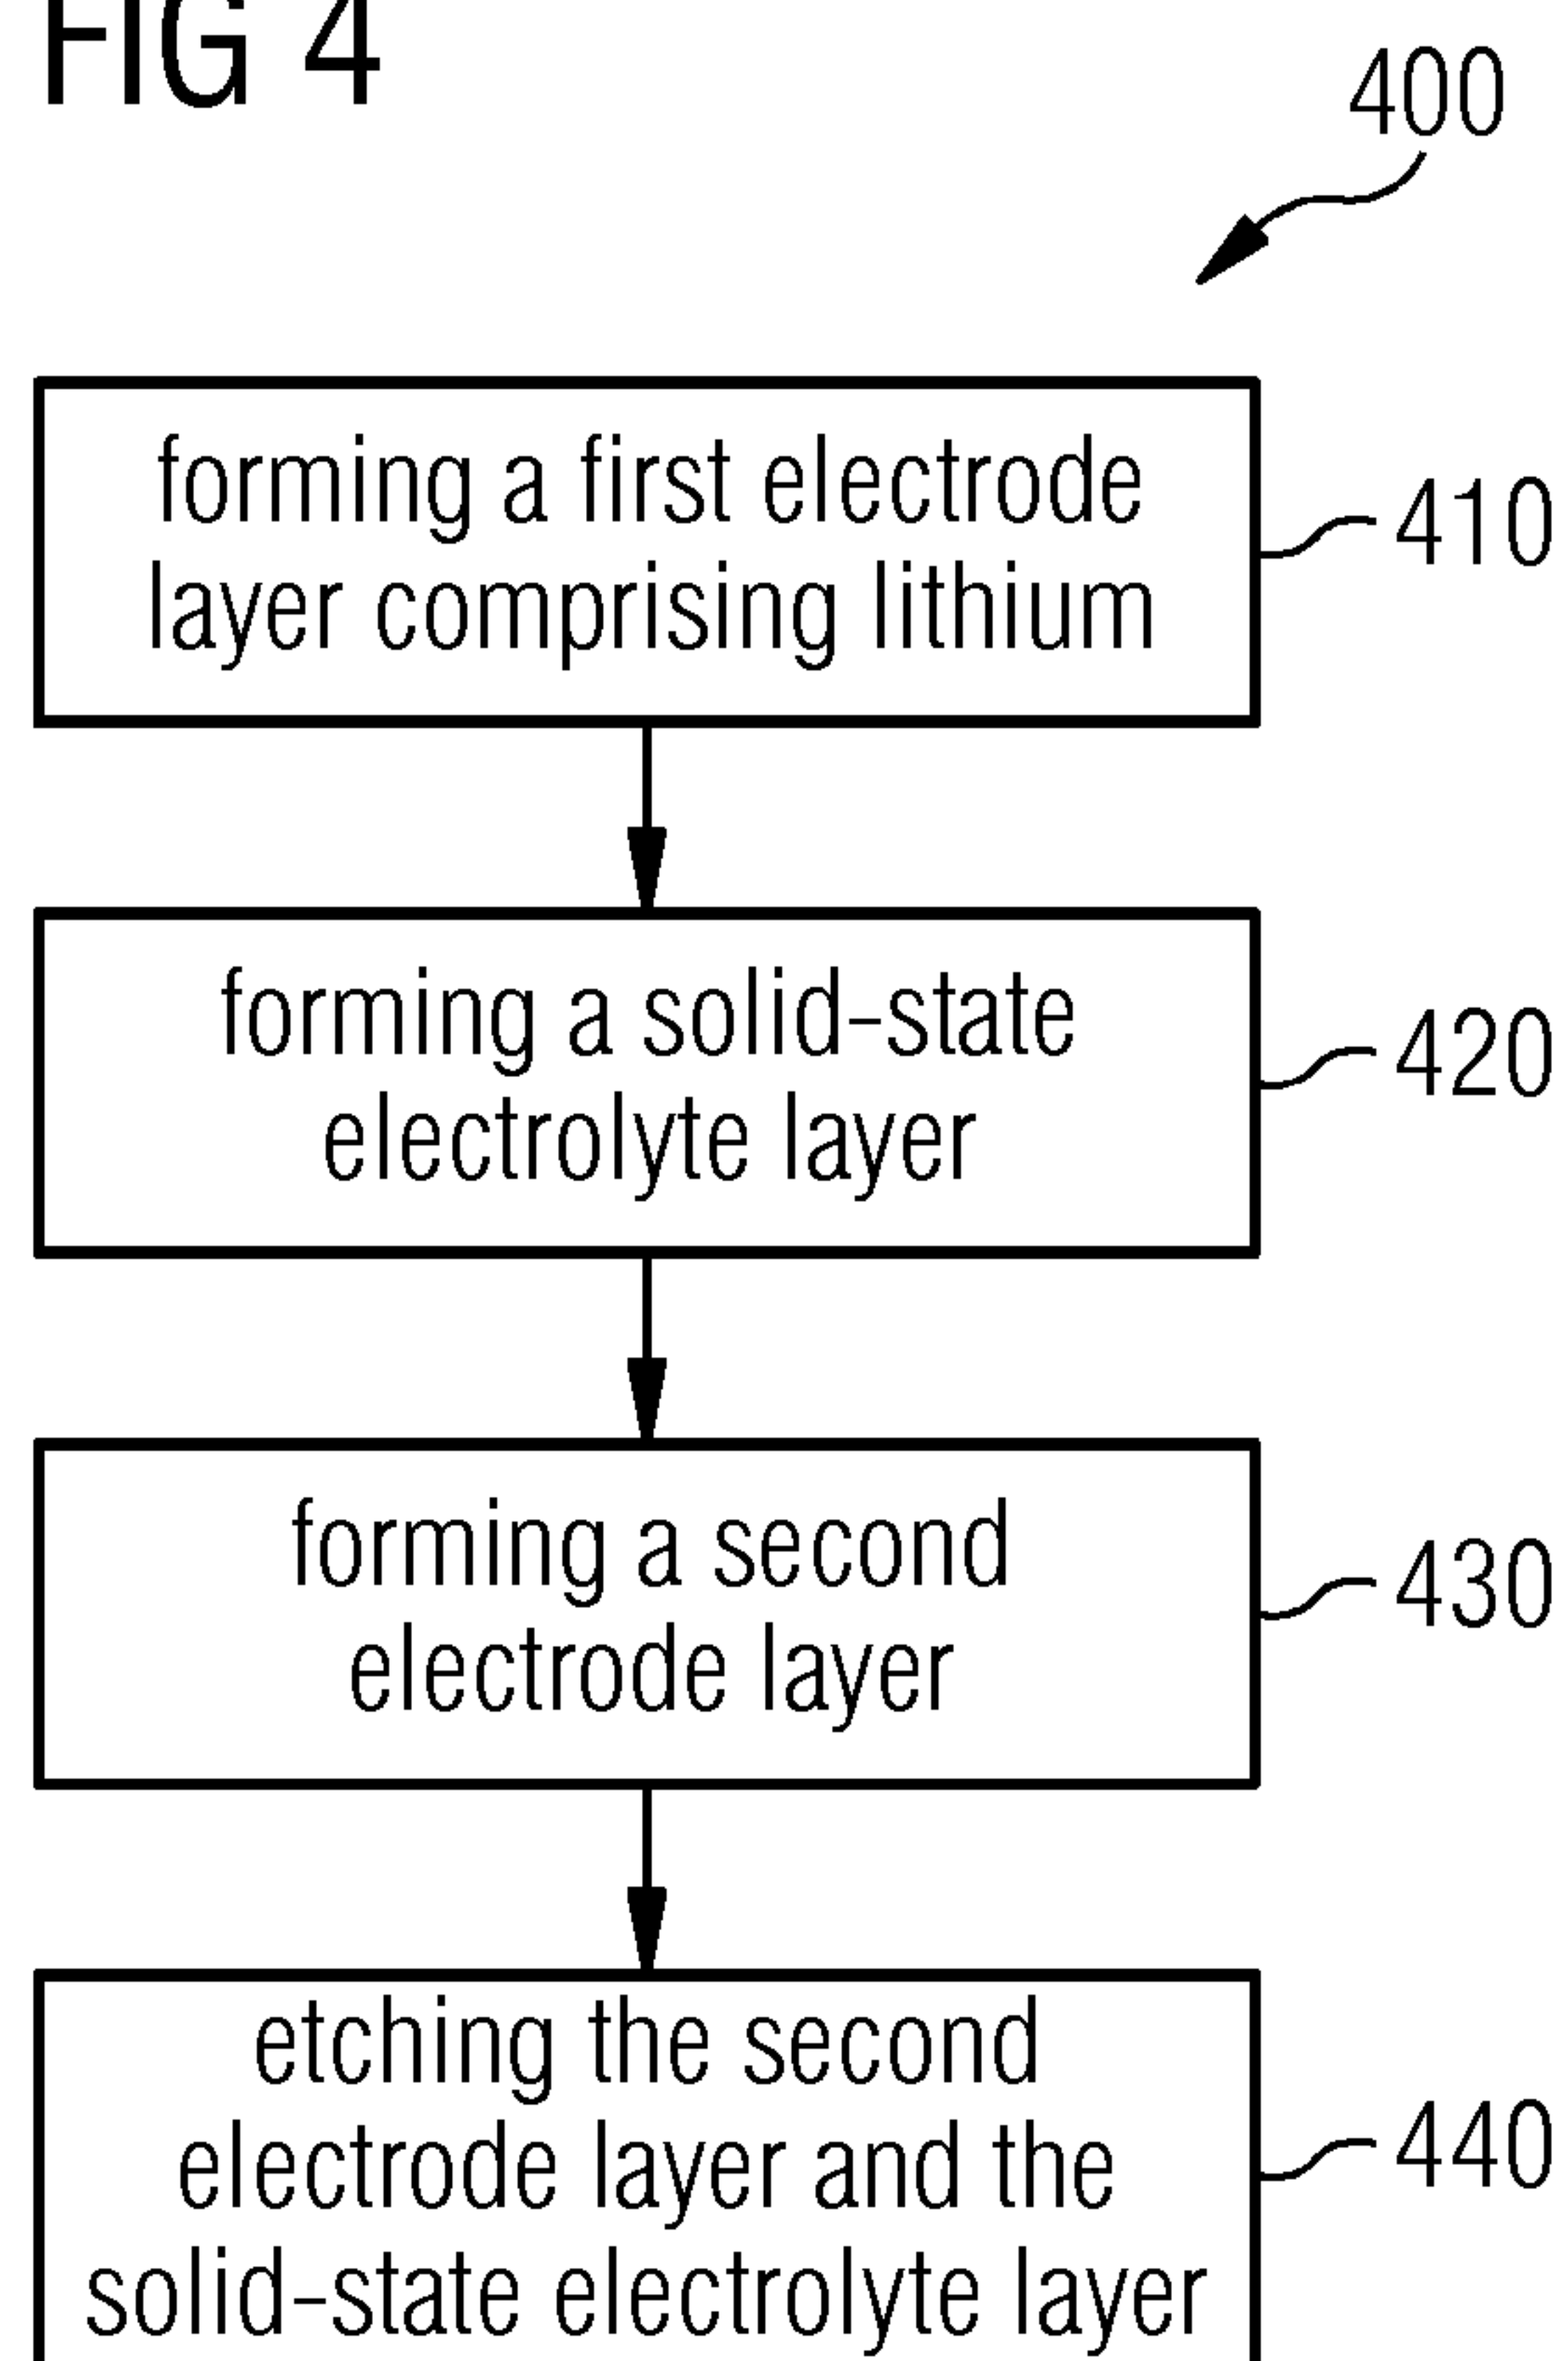 FIG 4
400
forming a first electrode
layer comprising lithium
410
forming a solid-state
electrolyte layer
420
forming a second
electrode layer
430
etching the second
electrode layer and the
solid-state electrolyte layer
440